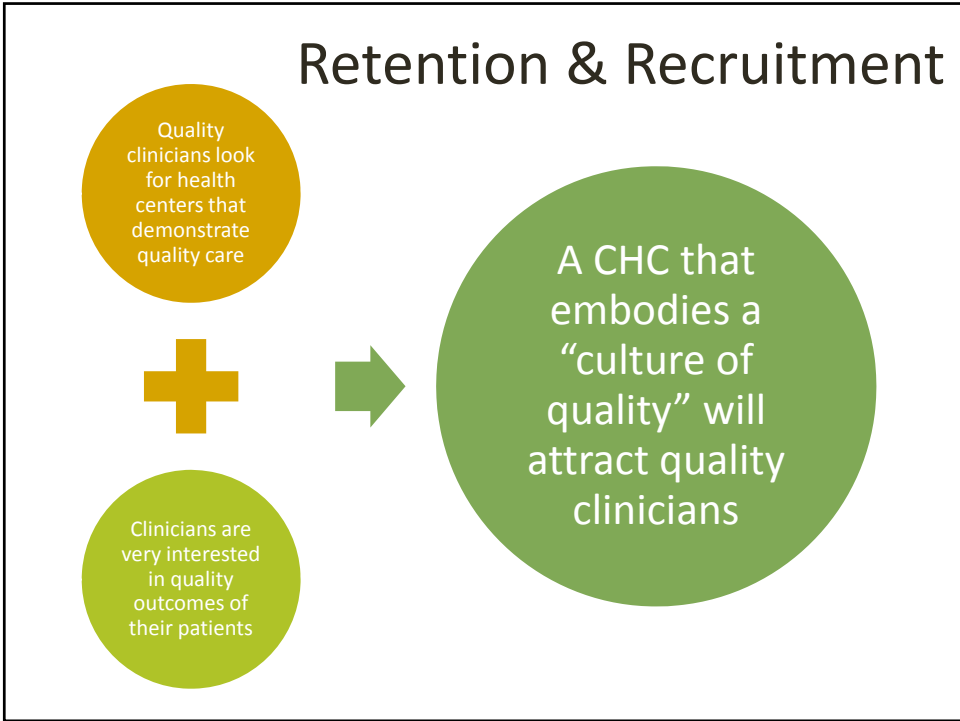 Retention & Recruitment
Quality
clinicians look
for health
centers that
demonstrate
quality care
Clinicians are
very interested
in quality
outcomes of
their patients
A CHC that
embodies a
“culture of
quality” will
attract quality
clinicians